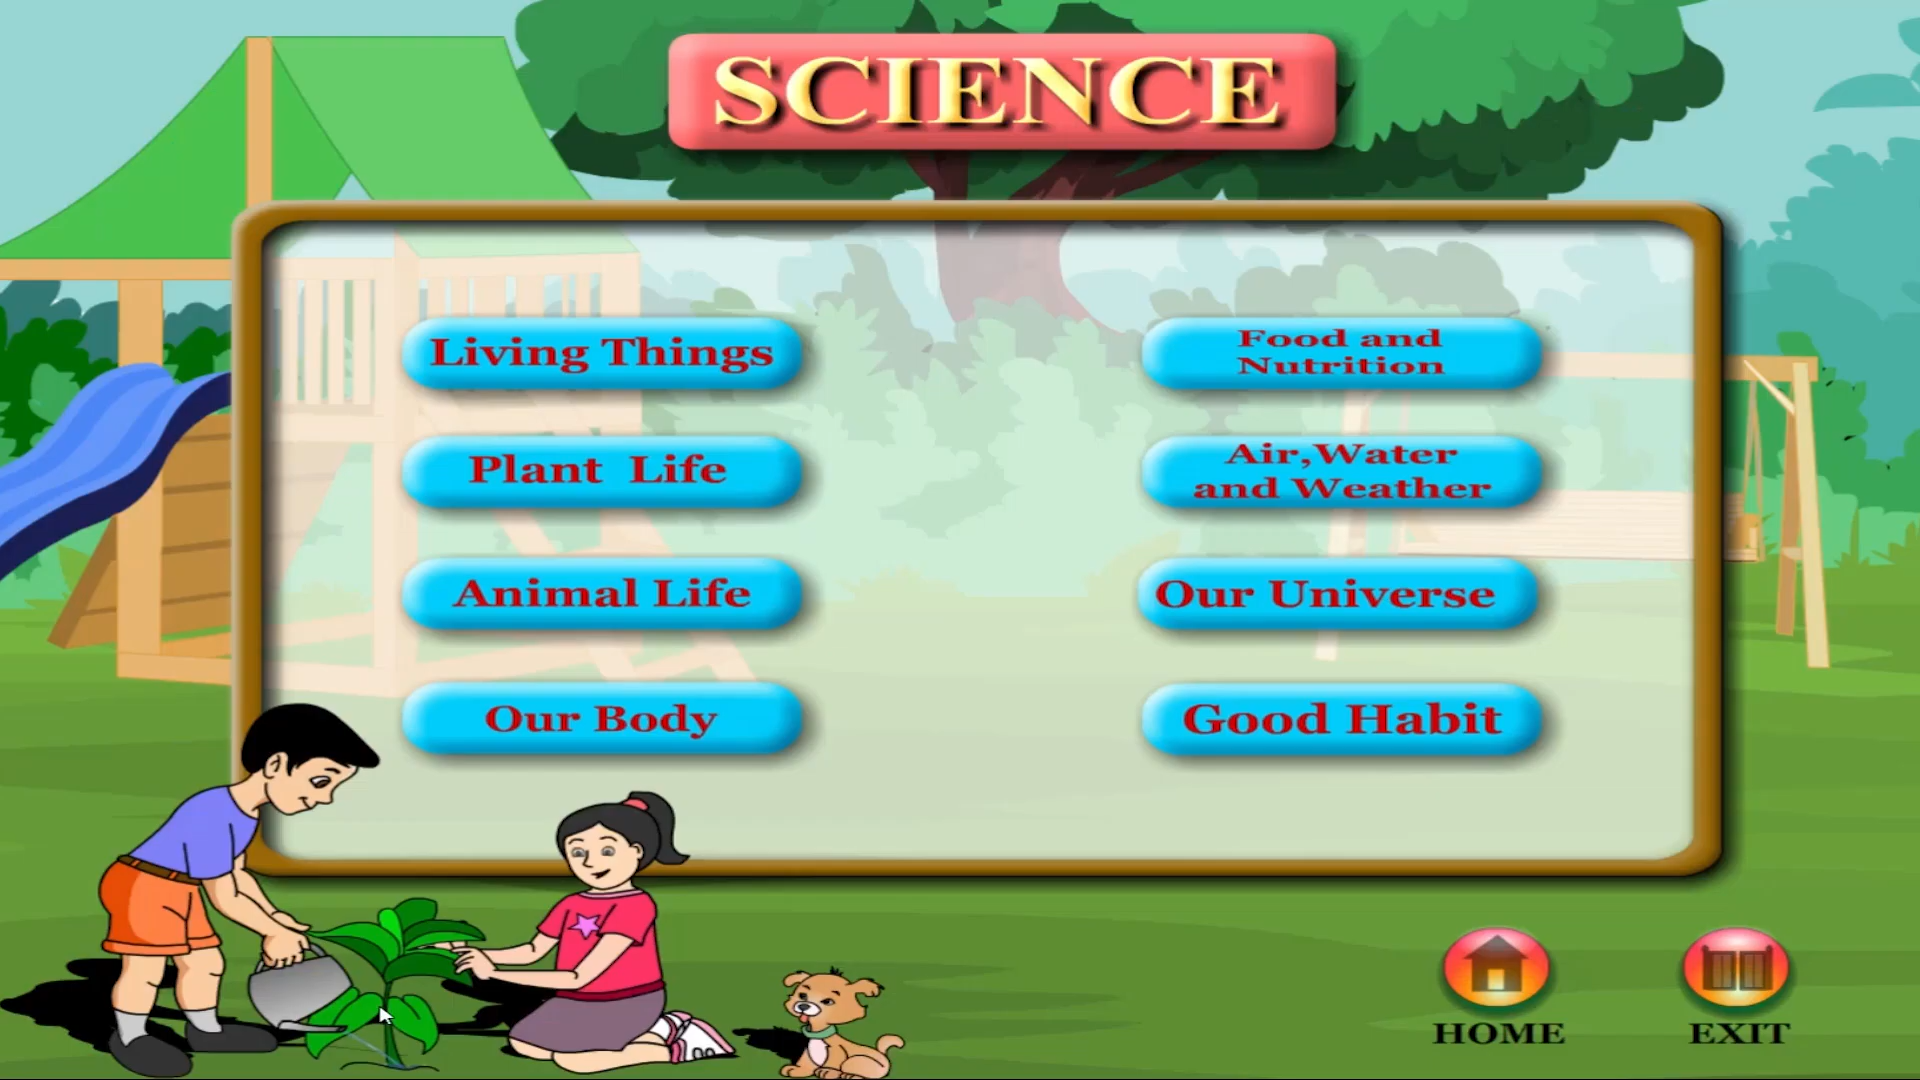 SCIENCE
Living Things
Plant Life
Animal Life
Our Body
Food and
Nutrition
Air,Water
and Weather
Our Universe
Good Habit
HOME
EXIT